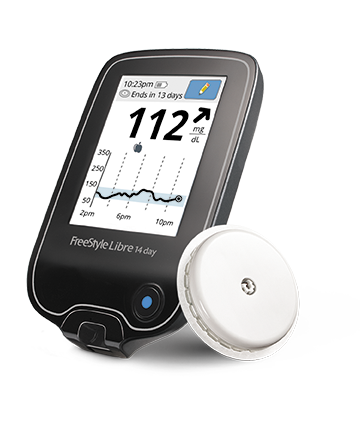 10:23pm
Ends in 13 days
112 mg
dL
350
250
150
50
2pm 6pm 10pm
FreeStyle Libre 14 day